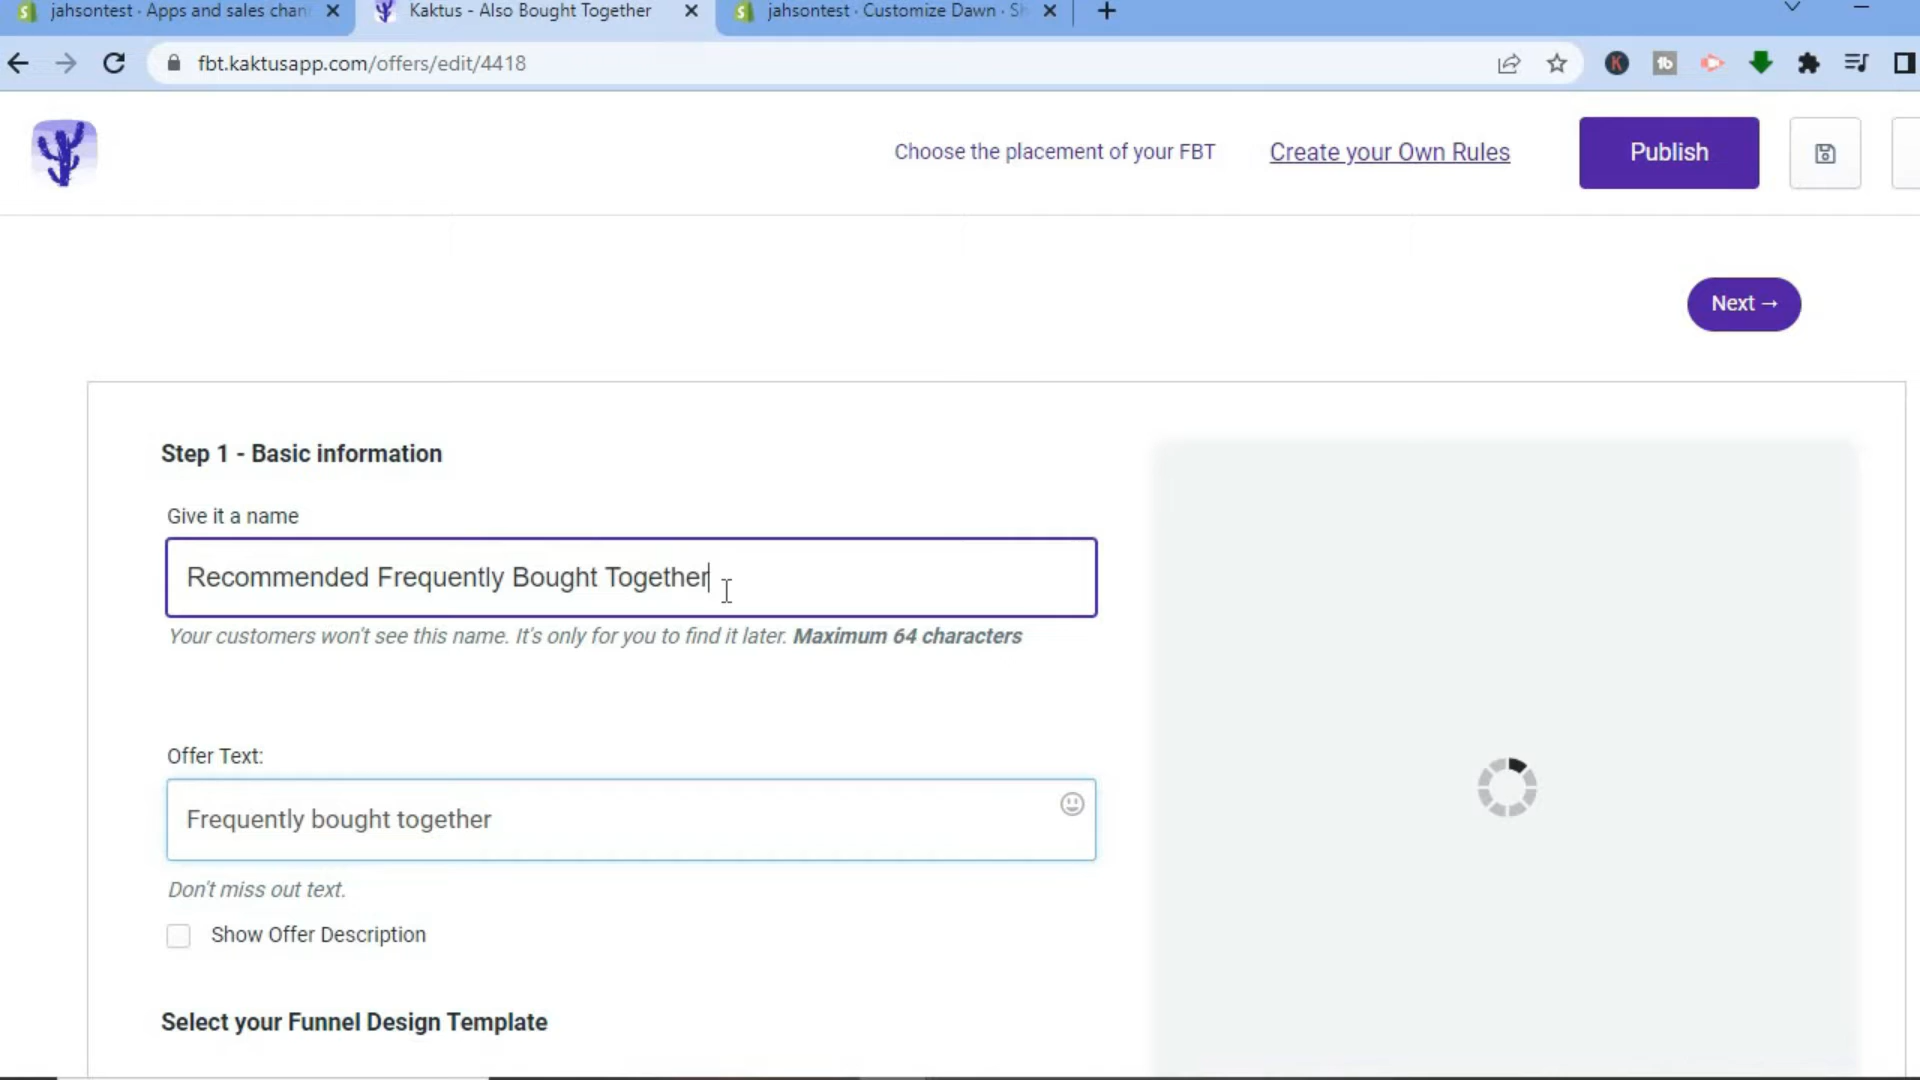 jahsontest · Apps and sales chan
Kaktus - Also Bought Together
jahsontest · Customize Dawn · Sh
fbt.kaktusapp.com/offers/edit/4418
Choose the placement of your FBT
Create your Own Rules
Publish
Next →
Step 1 - Basic information
Give it a name
Recommended Frequently Bought Together
Your customers won't see this name. It's only for you to find it later. Maximum 64 characters
Offer Text:
Frequently bought together
Don't miss out text.
Show Offer Description
Select your Funnel Design Template